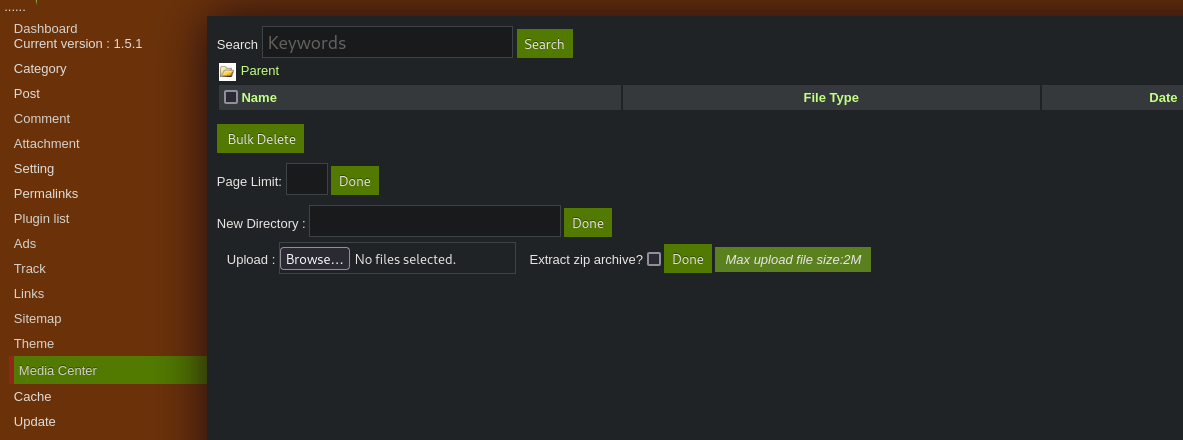 ......
Dashboard
Current version : 1.5.1
Category
Post
Comment
Attachment
Setting
Permalinks
Plugin list
Ads
Track
Links
Sitemap
Theme
Media Center
Cache
Update
Search Keywords Search
Parent
Name File Type Date
Bulk Delete
Page Limit: Done
New Directory : Done
Upload : Browse... No files selected. Extract zip archive? Done Max upload file size:2M